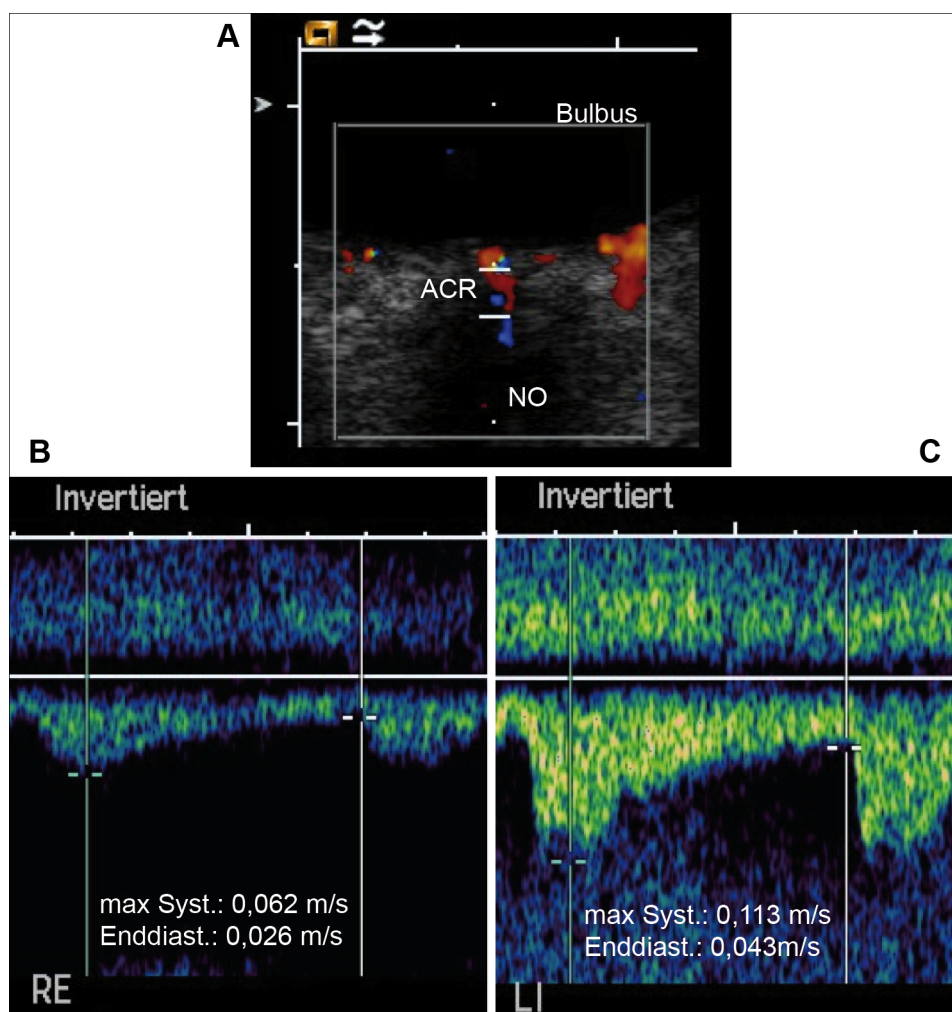 A
Bulbus
ACR
NO
B
C
Invertiert
Invertiert
max Syst.: 0,062 m/s
Enddiast.: 0,026 m/s
max Syst.: 0,113 m/s
Enddiast.: 0,043m/s
RE
LI